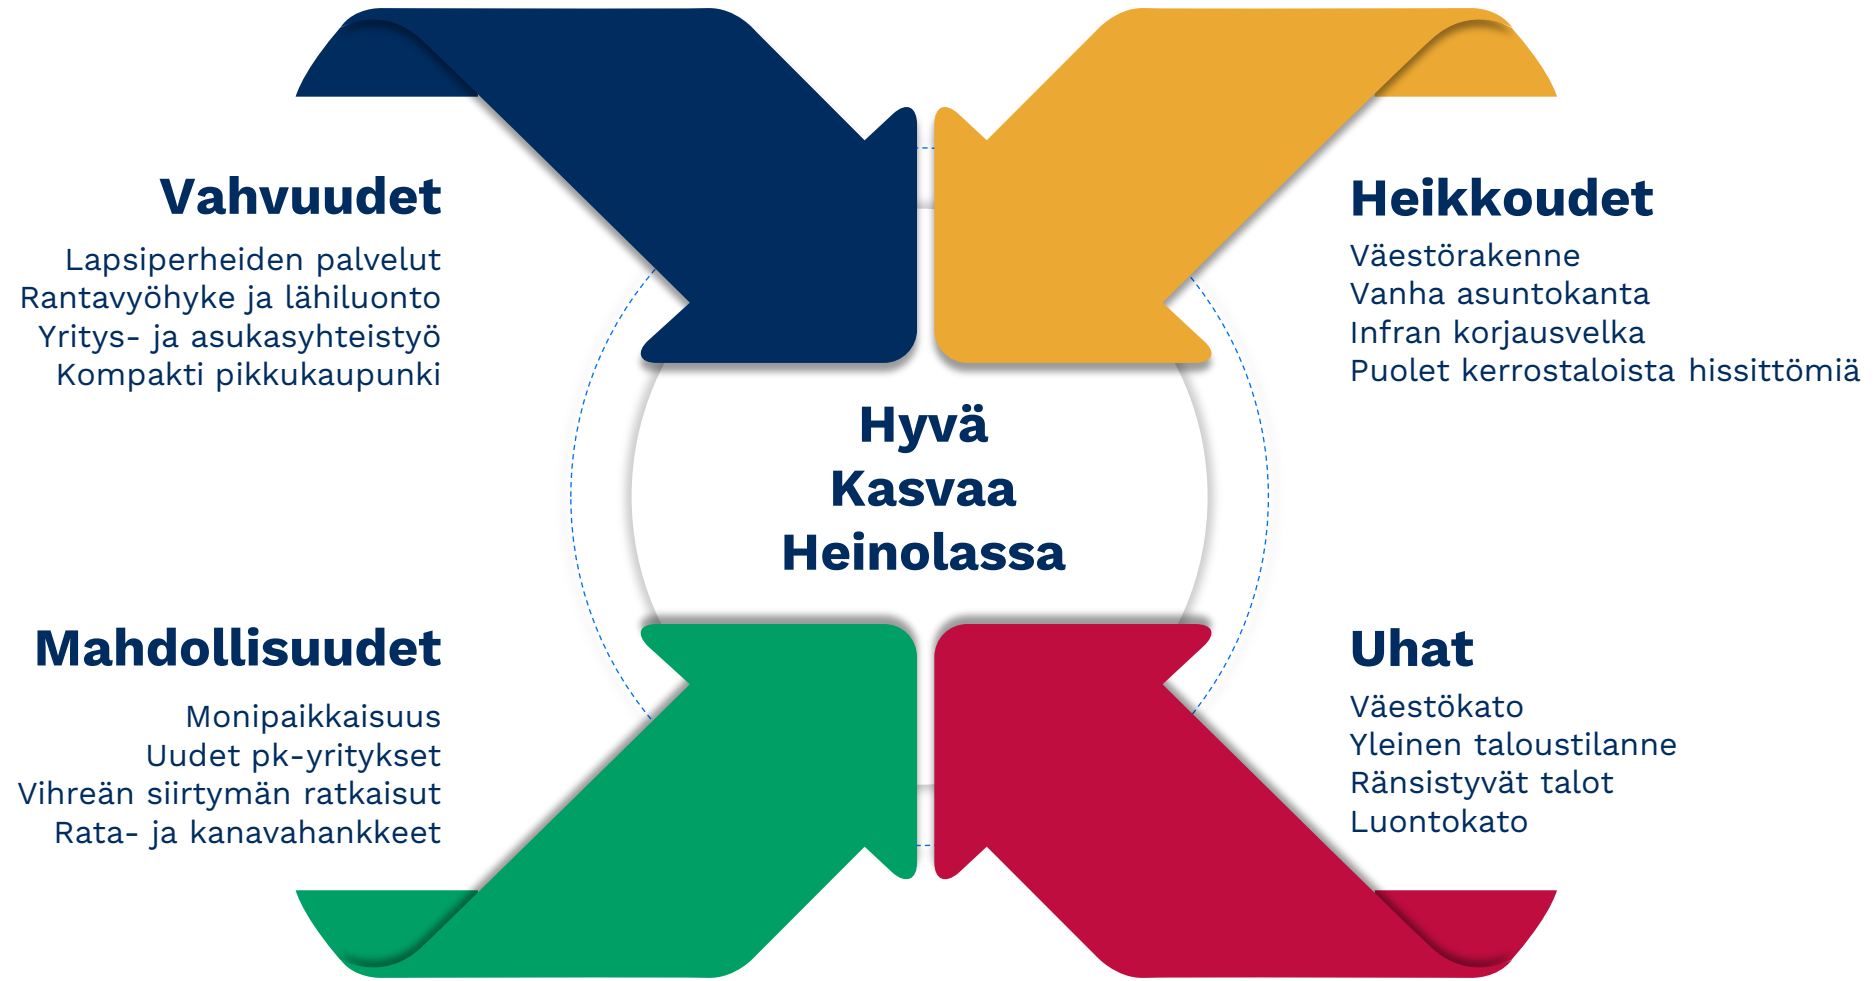 Vahvuudet
Lapsiperheiden palvelut
Rantavyöhyke ja lähiluonto
Yritys- ja asukasyhteistyö
Kompakti pikkukaupunki
Heikkoudet
Väestörakenne
Vanha asuntokanta
Infran korjausvelka
Puolet kerrostaloista hissittömiä
Hyvä
Kasvaa
Heinolassa
Mahdollisuudet
Monipaikkaisuus
Uudet pk-yritykset
Vihreän siirtymän ratkaisut
Rata- ja kanavahankkeet
Uhat
Väestökato
Yleinen taloustilanne
Ränsistyvät talot
Luontokato